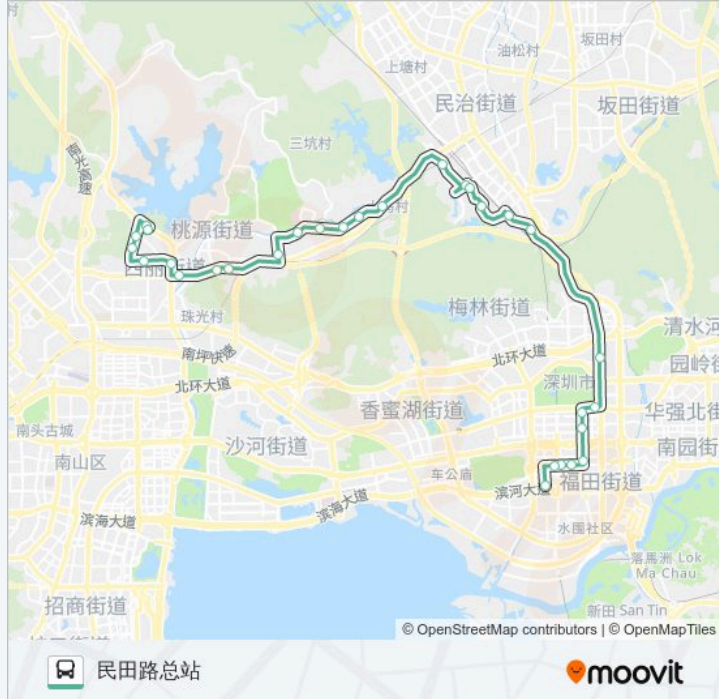 坂田村
油松村
上塘村
民治街道
坂田街道
三坑村
南光高速
村
桃源街道
西丽街道
梅林街道
珠光村
清水河
南坪快速
北环大道
园岭街
北环大道
深圳市
香蜜湖街道
华强北街
南头古城
沙河街道
南园街
南山区
车公庙
福田街道
滨河大道
滨海大道
滨海大道
水围社区
落馬洲 Lok
Ma Chau
招商街道
新田 San Tin
© OpenStreetMap contributors | © OpenMapTiles
民田路总站
moovit